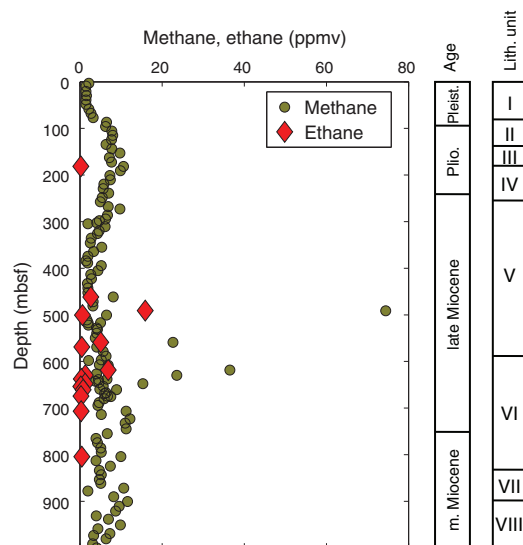 Methane, ethane (ppmv)
0 20 40 60 80
Methane
Ethane
Depth (mbsf)
0
100
200
300
400
500
600
700
800
900
Age
Pleist.
Plio.
late Miocene
m. Miocene
Lith. unit
I
II
III
IV
V
VI
VII
VIII